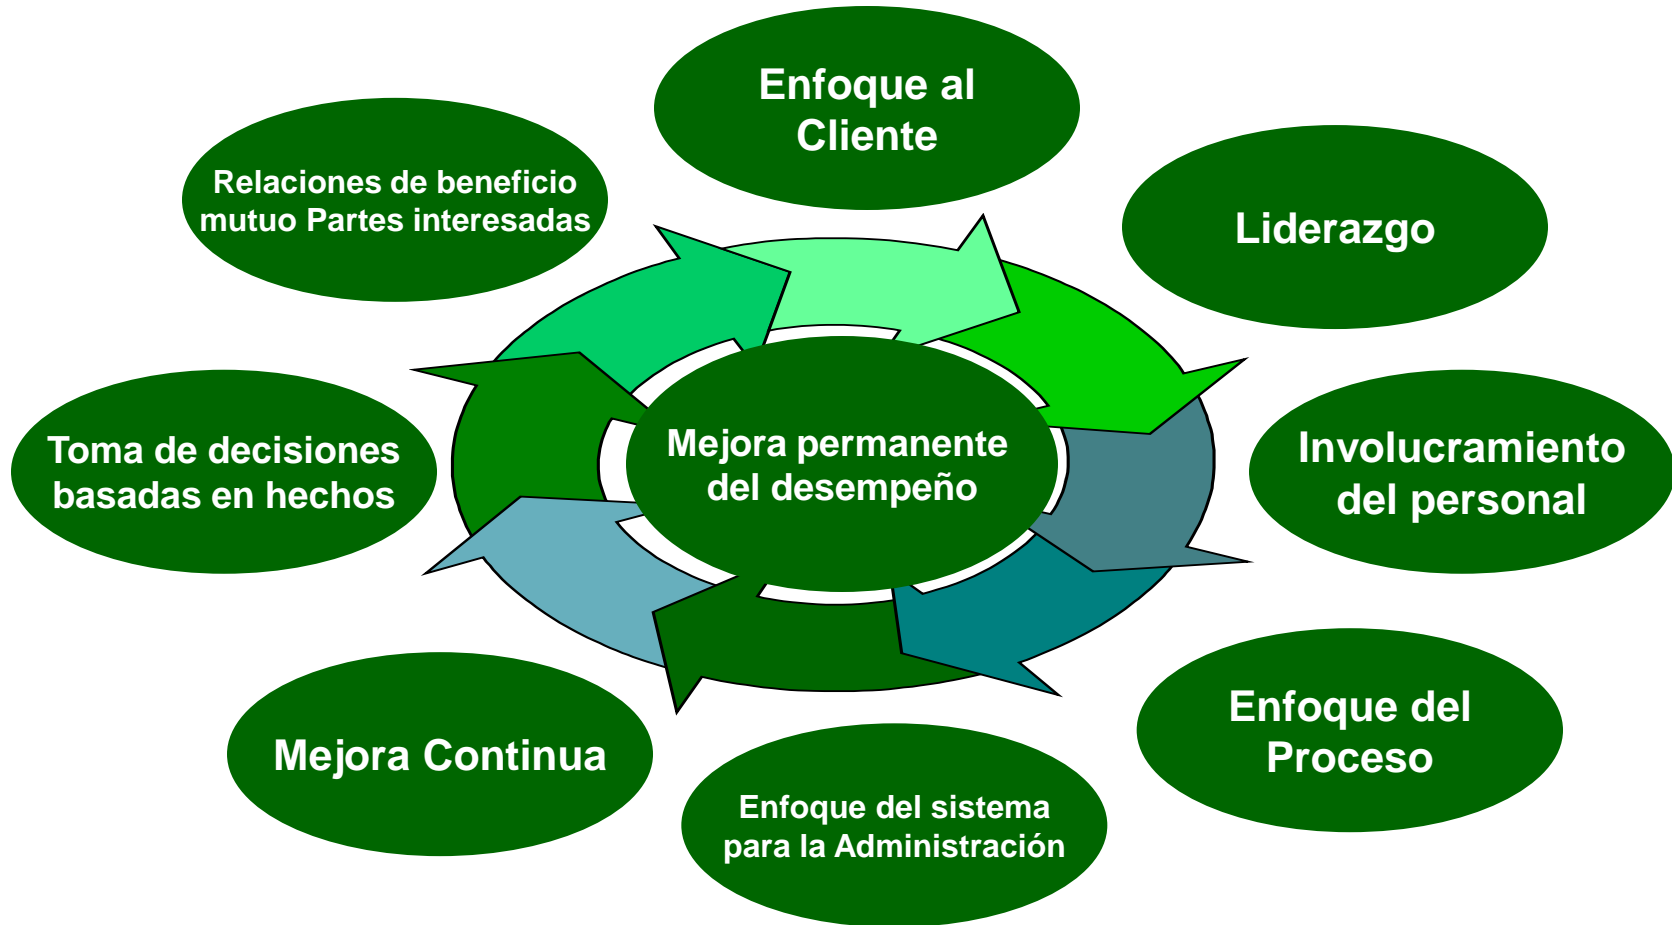 Enfoque al
Cliente
Liderazgo
Involucramiento
del personal
Enfoque del
Proceso
Enfoque del sistema
para la Administración
Mejora Continua
Toma de decisiones
basadas en hechos
Relaciones de beneficio
mutuo Partes interesadas
Mejora permanente
del desempeño